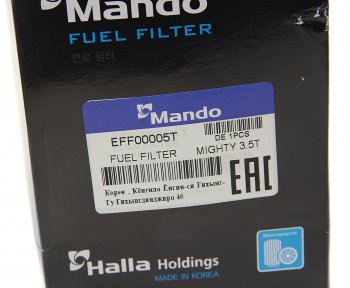 Mando
FUEL FILTER
연료 필터
Mando
EFF00005T
DE 1PCS
FUEL FILTER MIGHTY 3.5T
Корея , Кёнгидо Ёнгин-си Гихынг-
Гу Гихынгданджиро 46
EAC
Maintenance
Halla Holdings
MADE IN KOREA